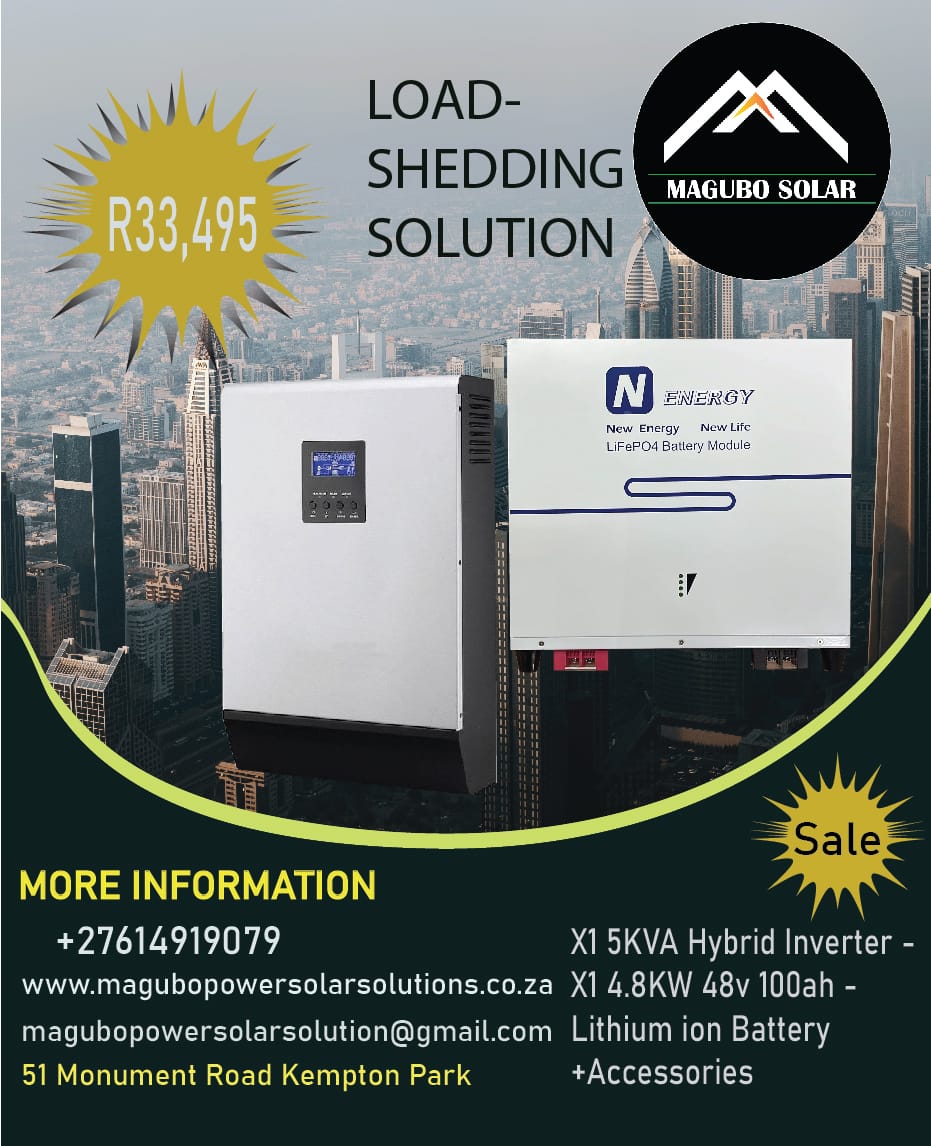 R33,495
LOAD-
SHEDDING
SOLUTION
MAGUBO SOLAR
N ENERGY
New Energy New Life
LiFePO4 Battery Module
Sale
MORE INFORMATION
+27614919079
www.magubopowersolarsolutions.co.za
magubopowersolarsolution@gmail.com
51 Monument Road Kempton Park
X1 5KVA Hybrid Inverter -
X1 4.8KW 48v 100ah -
Lithium ion Battery
+Accessories